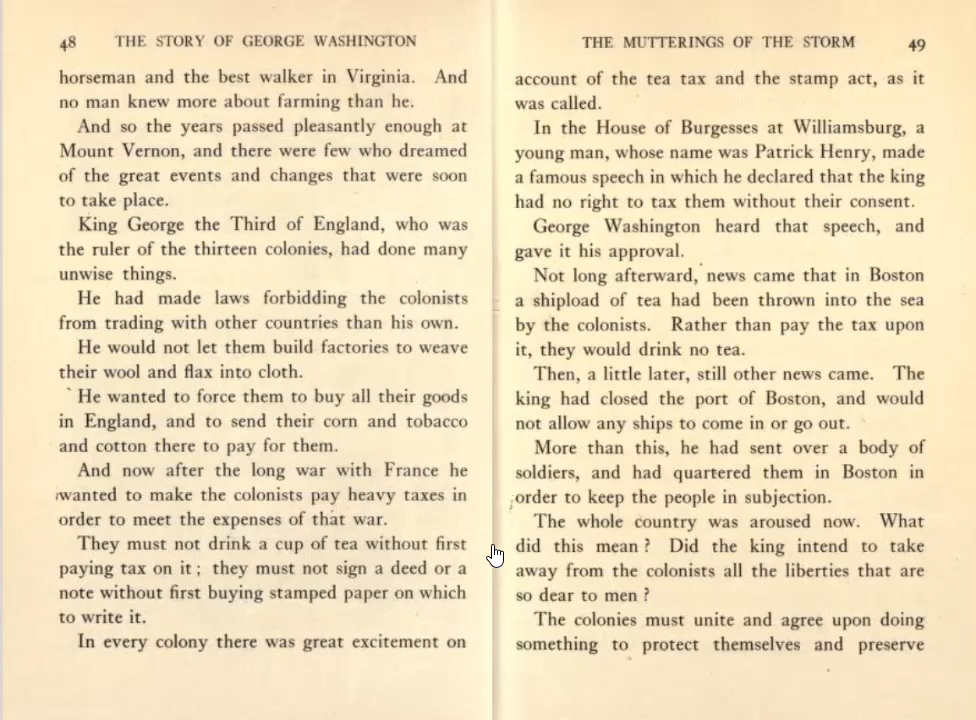 48 THE STORY OF GEORGE WASHINGTON
horseman and the best walker in Virginia. And
no man knew more about farming than he.
And so the years passed pleasantly enough at
Mount Vernon, and there were few who dreamed
of the great events and changes that were soon
to take place.
King George the Third of England, who was
the ruler of the thirteen colonies, had done many
unwise things.
He had made laws forbidding the colonists
from trading with other countries than his own.
He would not let them build factories to weave
their wool and flax into cloth.
He wanted to force them to buy all their goods
in England, and to send their corn and tobacco
and cotton there to pay for them.
And now after the long war with France he
wanted to make the colonists pay heavy taxes in
order to meet the expenses of that war.
They must not drink a cup of tea without first
paying tax on it; they must not sign a deed or a
note without first buying stamped paper on which
to write it.
In every colony there was great excitement on
THE MUTTERINGS OF THE STORM 49
account of the tea tax and the stamp act, as it
was called.
In the House of Burgesses at Williamsburg, a
young man, whose name was Patrick Henry, made
a famous speech in which he declared that the king
had no right to tax them without their consent.
George Washington heard that speech, and
gave it his approval.
Not long afterward, news came that in Boston
a shipload of tea had been thrown into the sea
by the colonists. Rather than pay the tax upon
it, they would drink no tea.
Then, a little later, still other news came. The
king had closed the port of Boston, and would
not allow any ships to come in or go out.
More than this, he had sent over a body of
soldiers, and had quartered them in Boston in
order to keep the people in subjection.
The whole country was aroused now. What
did this mean? Did the king intend to take
away from the colonists all the liberties that are
so dear to men?
The colonies must unite and agree upon doing
something to protect themselves and preserve